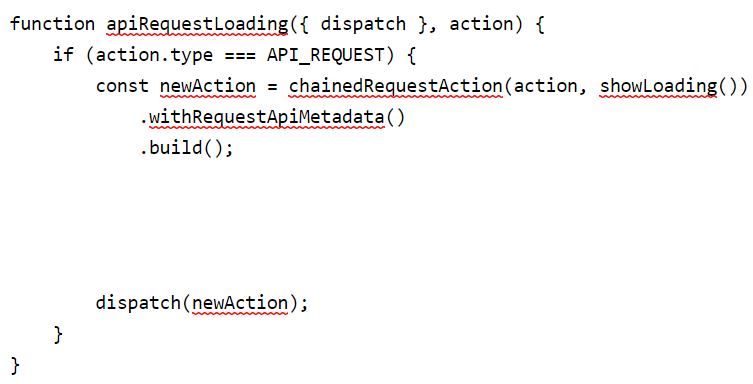 function apiRequestLoading({ dispatch }, action) {
    if (action.type === API_REQUEST) {
        const newAction = chainedRequestAction(action, showLoading())
            .withRequestApiMetadata()
            .build();
        dispatch(newAction);
    }
}